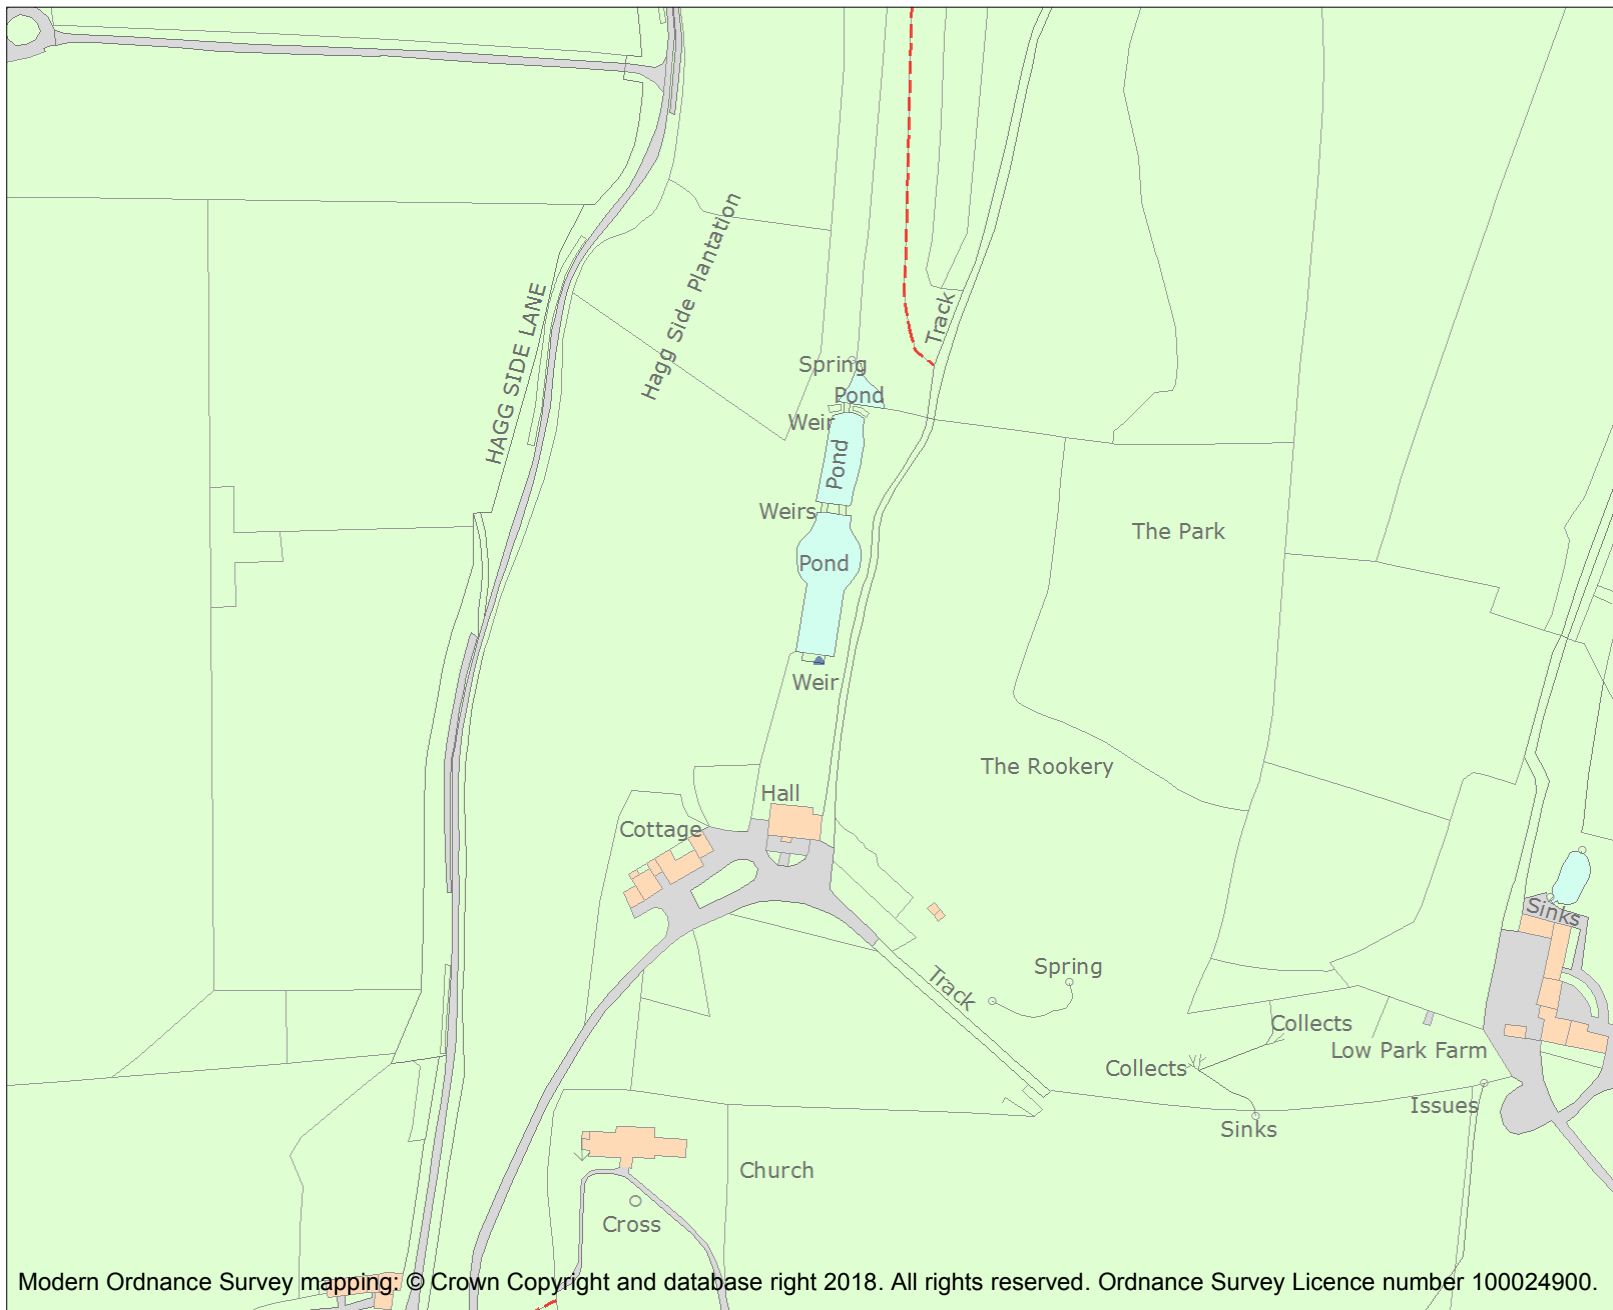 HAGG SIDE LANE
Hagg Side Plantation
Track
Spring
Pond
Weir
Pond
Weirs
Pond
The Park
Weir
The Rookery
Hall
Cottage
Sinks
Track
Spring
Collects
Low Park Farm
Collects
Issues
Sinks
Church
Cross
Modern Ordnance Survey mapping: © Crown Copyright and database right 2018. All rights reserved. Ordnance Survey Licence number 100024900.